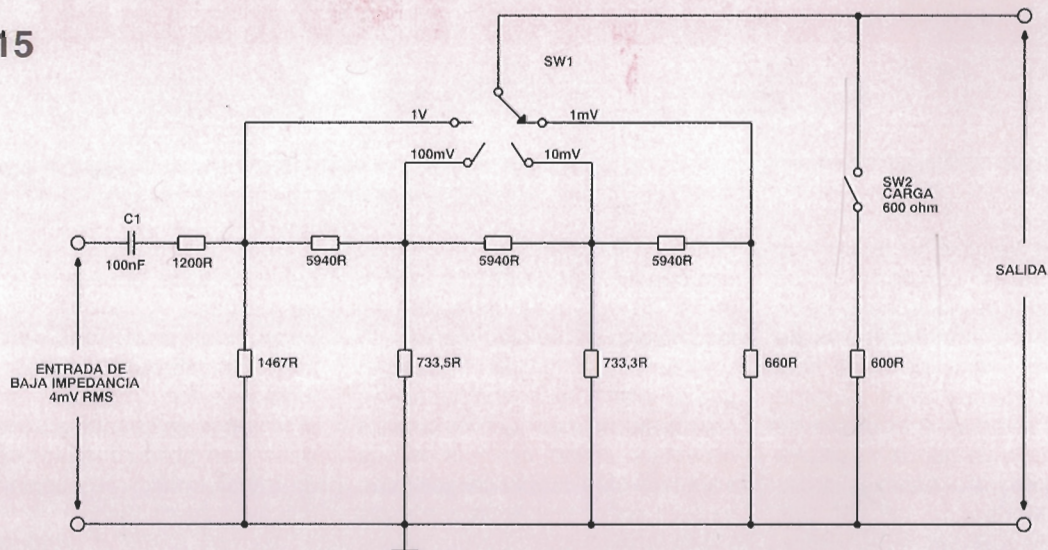 15
SW1
1V
1mV
100mV
10mV
SW2
CARGA
600 ohm
C1
100nF
1200R
5940R
5940R
5940R
SALIDA
ENTRADA DE
BAJA IMPEDANCIA
4mV RMS
1467R
733,5R
733,3R
660R
600R